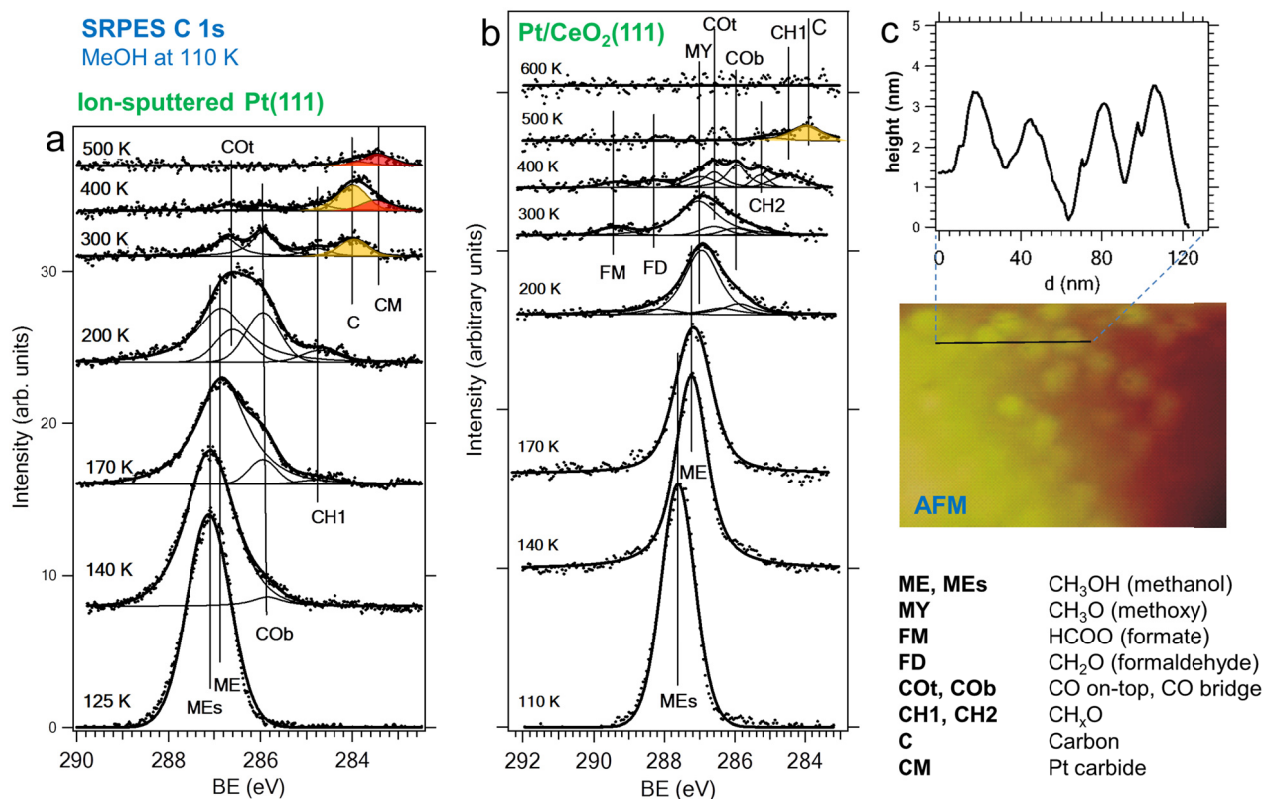 SRPES C 1s
MeOH at 110 K
Ion-sputtered Pt(111)
a
500 K
400 K
300 K
200 K
170 K
140 K
125 K
COt
C
CM
CH1
COb
ME
MEs
30
20
10
0
Intensity (arb. units)
290
288
286
284
BE (eV)
b
Pt/CeO₂(111)
600 K
500 K
400 K
300 K
200 K
170 K
140 K
110 K
MY
COt
COb
CH1
C
CH2
FM
FD
ME
MEs
Intensity (arbitrary units)
292
290
288
286
284
BE (eV)
c
height (nm)
5
4
3
2
1
0
0
40
80
120
d (nm)
AFM
ME, MEs CH₃OH (methanol)
MY CH₃O (methoxy)
FM HCOO (formate)
FD CH₂O (formaldehyde)
COt, COb CO on-top, CO bridge
CH1, CH2 CHₓO
C Carbon
CM Pt carbide